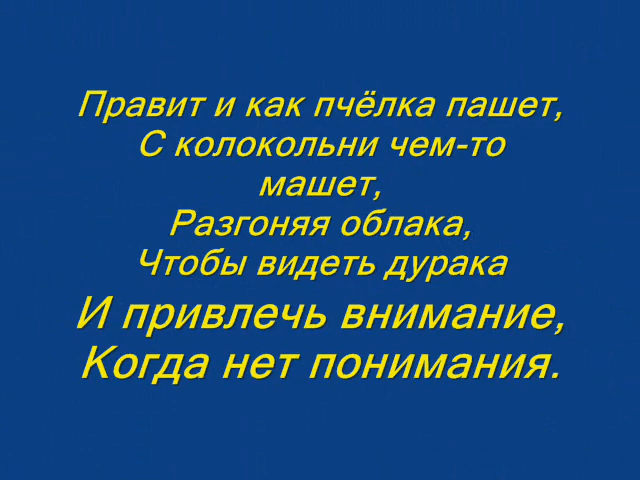 Правит и как пчёлка пашет,
С колокольни чем-то
машет,
Разгоняя облака,
Чтобы видеть дурака
И привлечь внимание,
Когда нет понимания.